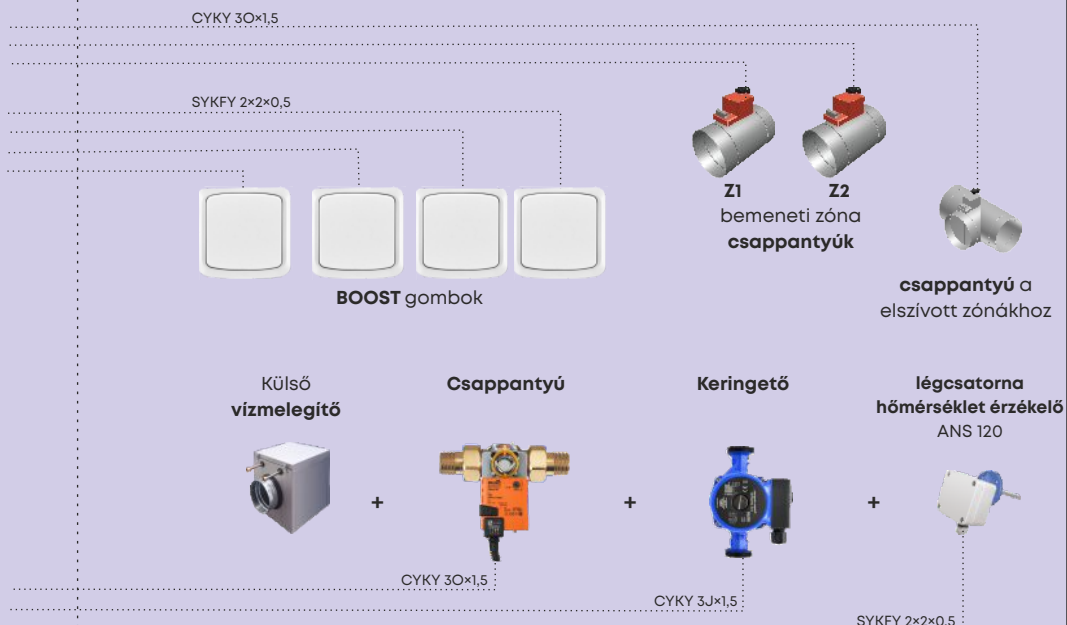 CYKY 3O×1,5
SYKFY 2×2×0,5
Z1
Z2
bemeneti zóna
csappantyúk
BOOST gombok
csappantyú a
elszívott zónákhoz
Külső
vízmelegítő
Csappantyú
Keringető
légcsatorna
hőmérséklet érzékelő
ANS 120
+
+
+
CYKY 3O×1,5
CYKY 3J×1,5
SYKFY 2×2×0,5